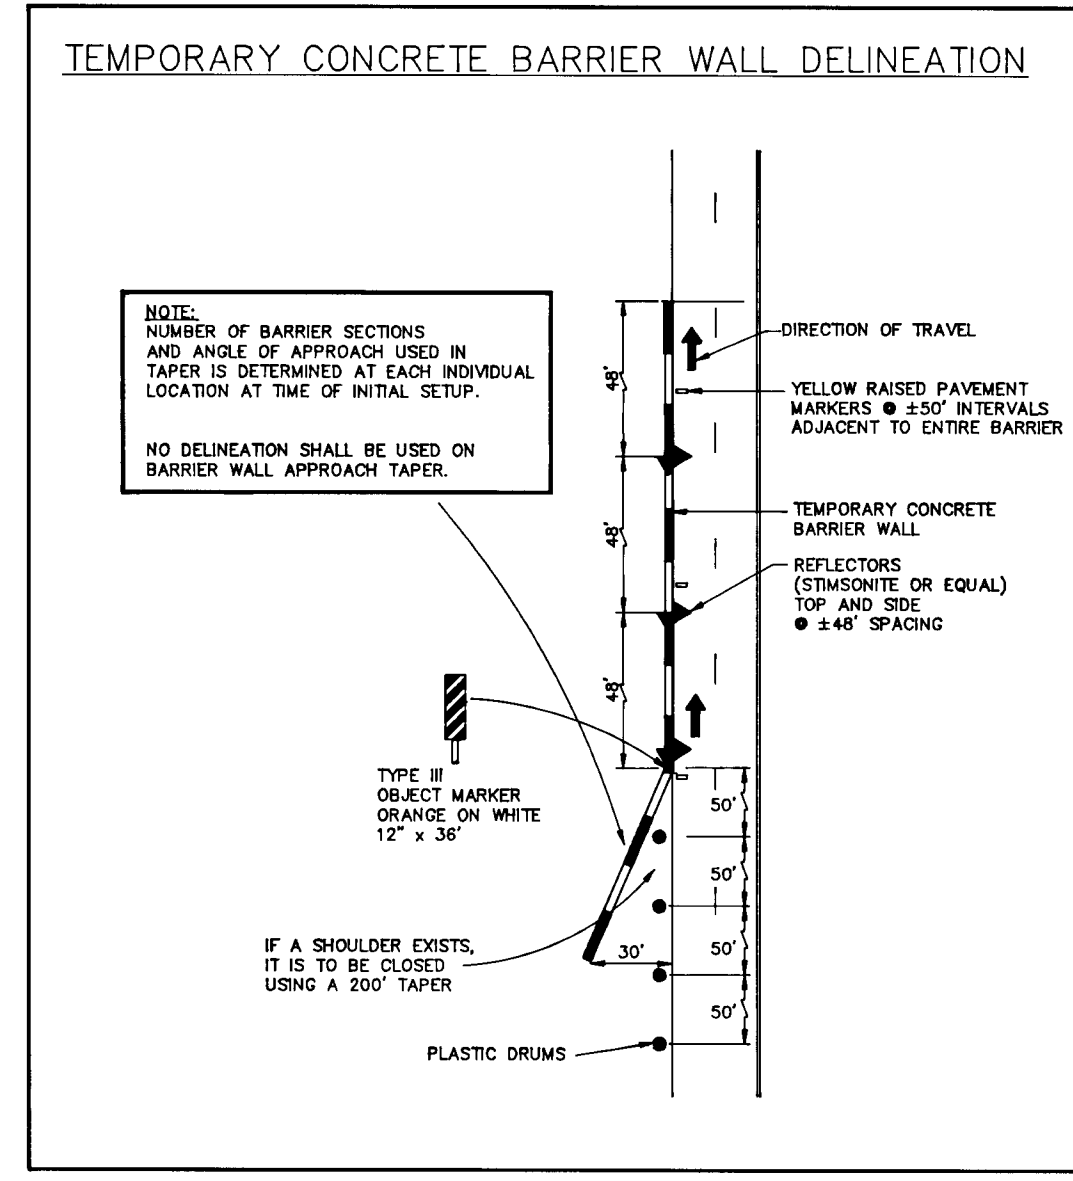 TEMPORARY CONCRETE BARRIER WALL DELINEATION
NOTE:
NUMBER OF BARRIER SECTIONS
AND ANGLE OF APPROACH USED IN
TAPER IS DETERMINED AT EACH INDIVIDUAL
LOCATION AT TIME OF INITIAL SETUP.
NO DELINEATION SHALL BE USED ON
BARRIER WALL APPROACH TAPER.
48'
48'
48'
DIRECTION OF TRAVEL
YELLOW RAISED PAVEMENT
MARKERS @ ±50' INTERVALS
ADJACENT TO ENTIRE BARRIER
TEMPORARY CONCRETE
BARRIER WALL
REFLECTORS
(STIMSONITE OR EQUAL)
TOP AND SIDE
@ ±48' SPACING
TYPE III
OBJECT MARKER
ORANGE ON WHITE
12" x 36'
50'
50'
50'
50'
30'
IF A SHOULDER EXISTS,
IT IS TO BE CLOSED
USING A 200' TAPER
PLASTIC DRUMS